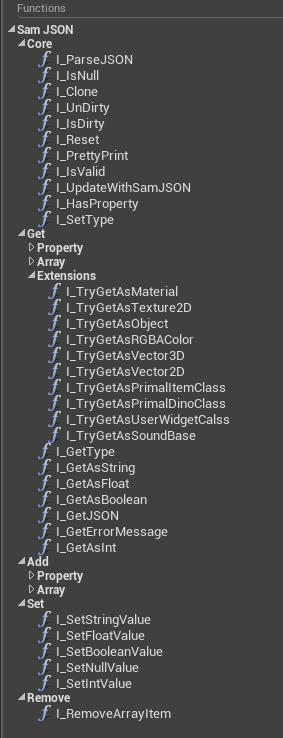 Functions
Sam JSON
Core
I_ParseJSON
I_IsNull
I_Clone
I_UnDirty
I_IsDirty
I_Reset
I_PrettyPrint
I_IsValid
I_UpdateWithSamJSON
I_HasProperty
I_SetType
Get
Property
Array
Extensions
I_TryGetAsMaterial
I_TryGetAsTexture2D
I_TryGetAsObject
I_TryGetAsRGBAColor
I_TryGetAsVector3D
I_TryGetAsVector2D
I_TryGetAsPrimalItemClass
I_TryGetAsPrimalDinoClass
I_TryGetAsUserWidgetCalss
I_TryGetAsSoundBase
I_GetType
I_GetAsString
I_GetAsFloat
I_GetAsBoolean
I_GetJSON
I_GetErrorMessage
I_GetAsInt
Add
Property
Array
Set
I_SetStringValue
I_SetFloatValue
I_SetBooleanValue
I_SetNullValue
I_SetIntValue
Remove
I_RemoveArrayItem